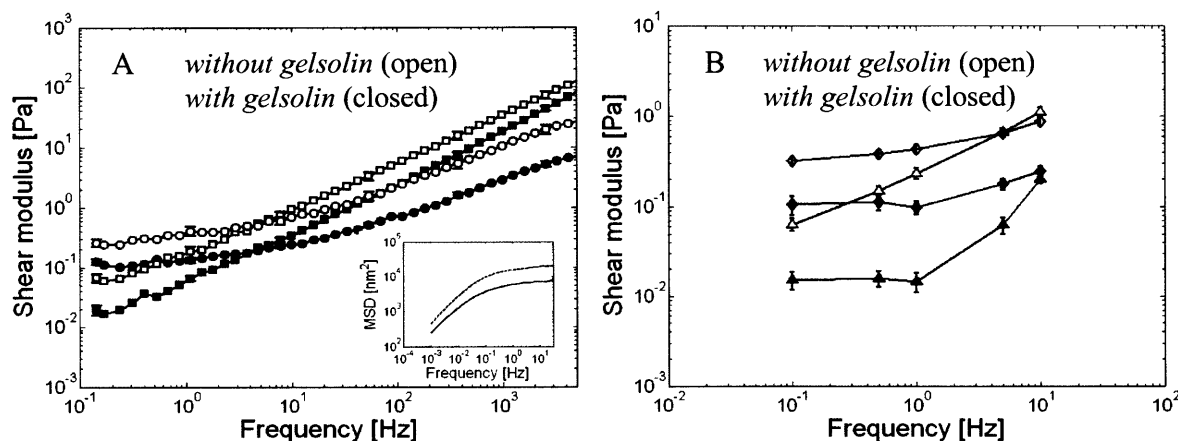 A
without gelsolin (open)
with gelsolin (closed)
Shear modulus [Pa]
10^3
10^2
10^1
10^0
10^-1
10^-2
10^-3
10^-1
10^0
10^1
10^2
10^3
Frequency [Hz]
MSD [nm^2]
10^5
10^4
10^3
10^2
10^-4
10^-3
10^-2
10^-1
10^0
10^1
Frequency [Hz]
B
without gelsolin (open)
with gelsolin (closed)
Shear modulus [Pa]
10^1
10^0
10^-1
10^-2
10^-3
10^-2
10^-1
10^0
10^1
10^2
Frequency [Hz]